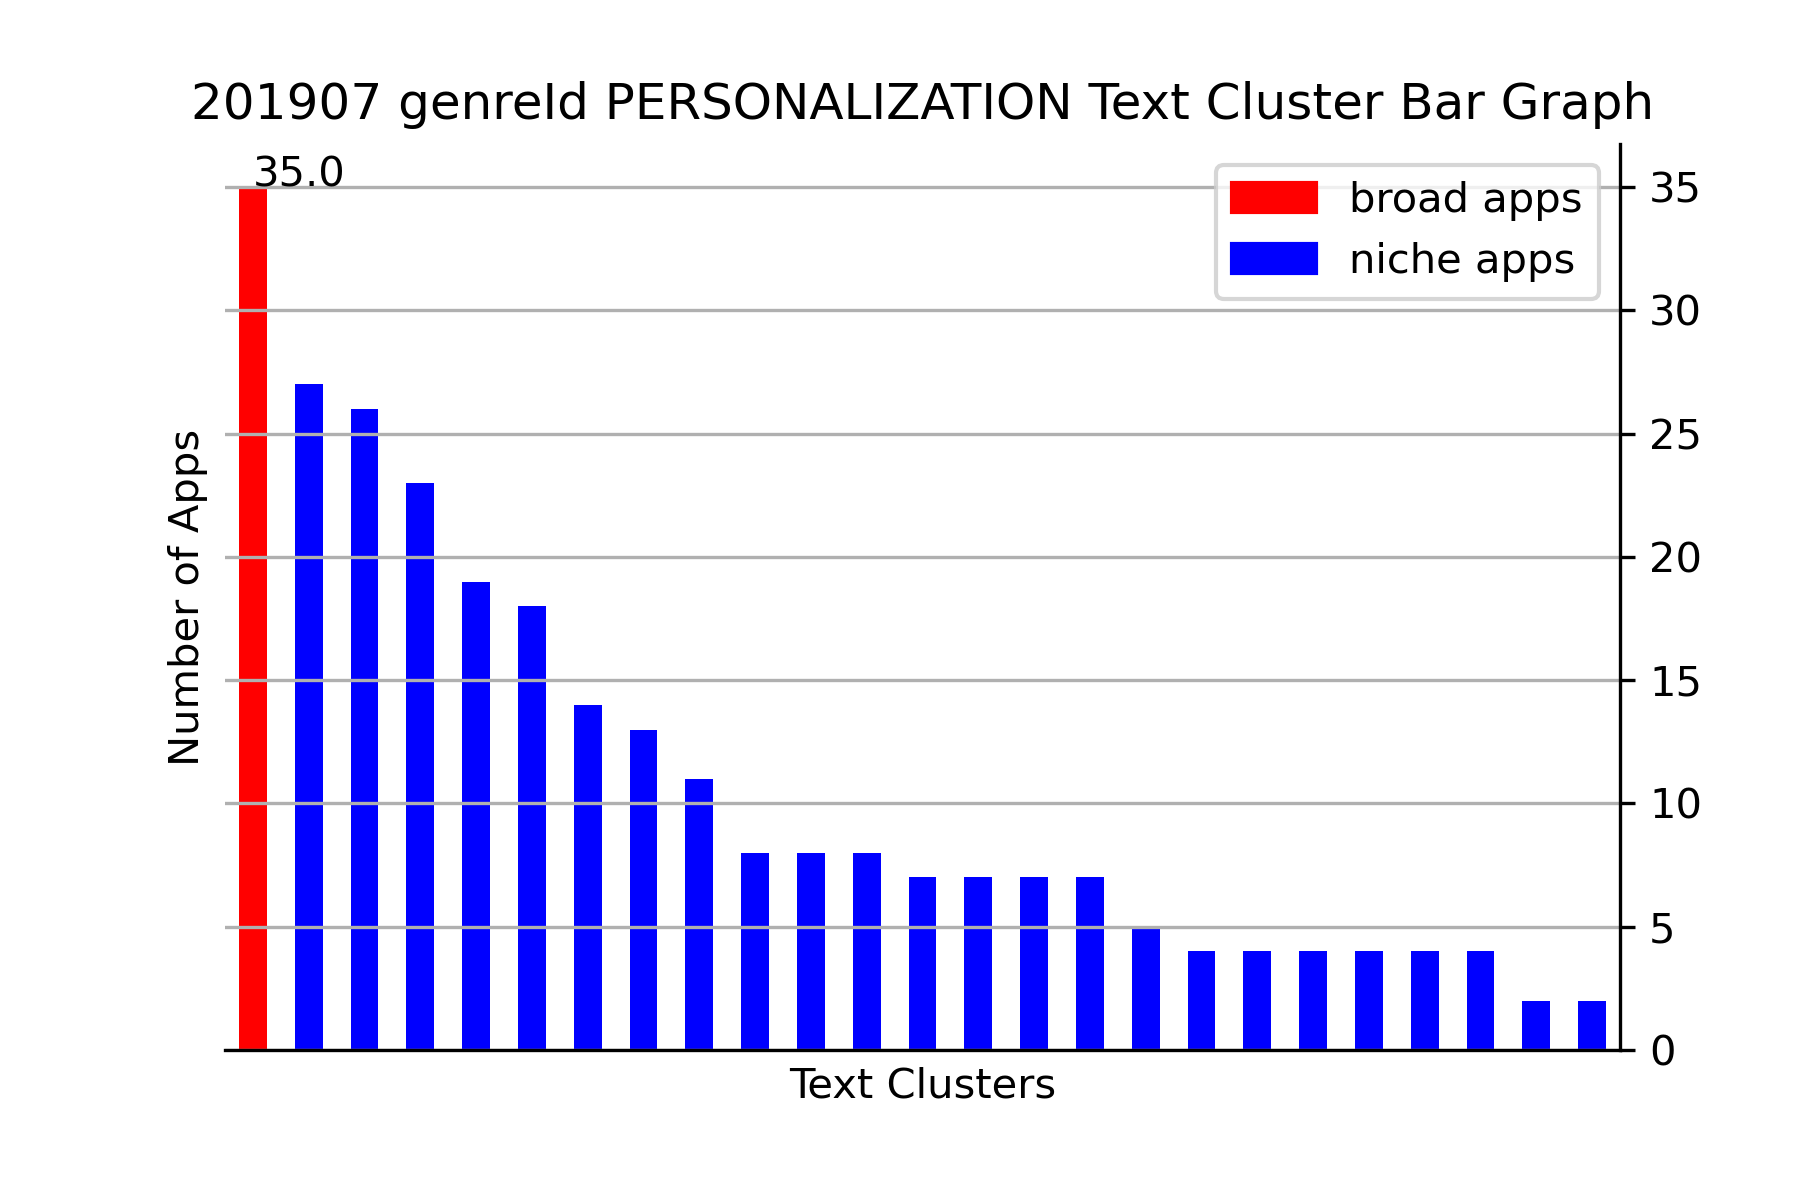 201907 genreId PERSONALIZATION Text Cluster Bar Graph
35.0
broad apps
niche apps
35
30
25
20
15
10
5
0
Number of Apps
Text Clusters